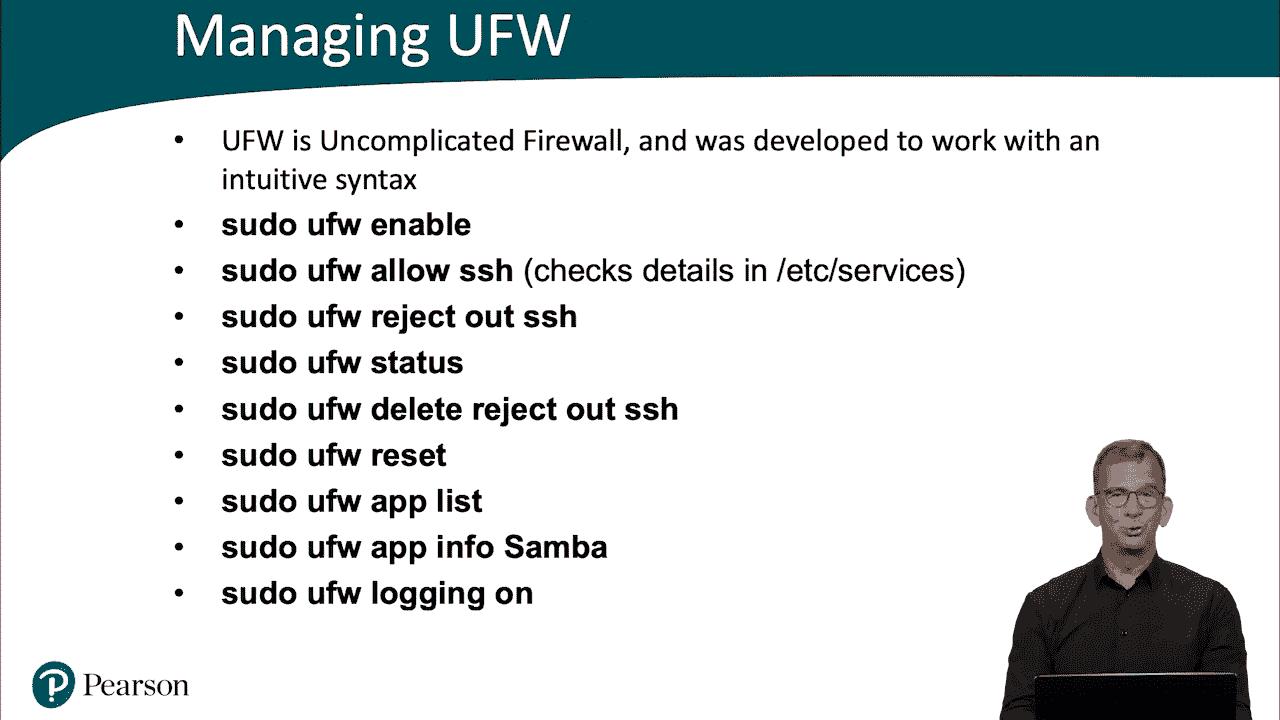 Managing UFW
• UFW is Uncomplicated Firewall, and was developed to work with an
intuitive syntax
• sudo ufw enable
• sudo ufw allow ssh (checks details in /etc/services)
• sudo ufw reject out ssh
• sudo ufw status
• sudo ufw delete reject out ssh
• sudo ufw reset
• sudo ufw app list
• sudo ufw app info Samba
• sudo ufw logging on
Pearson